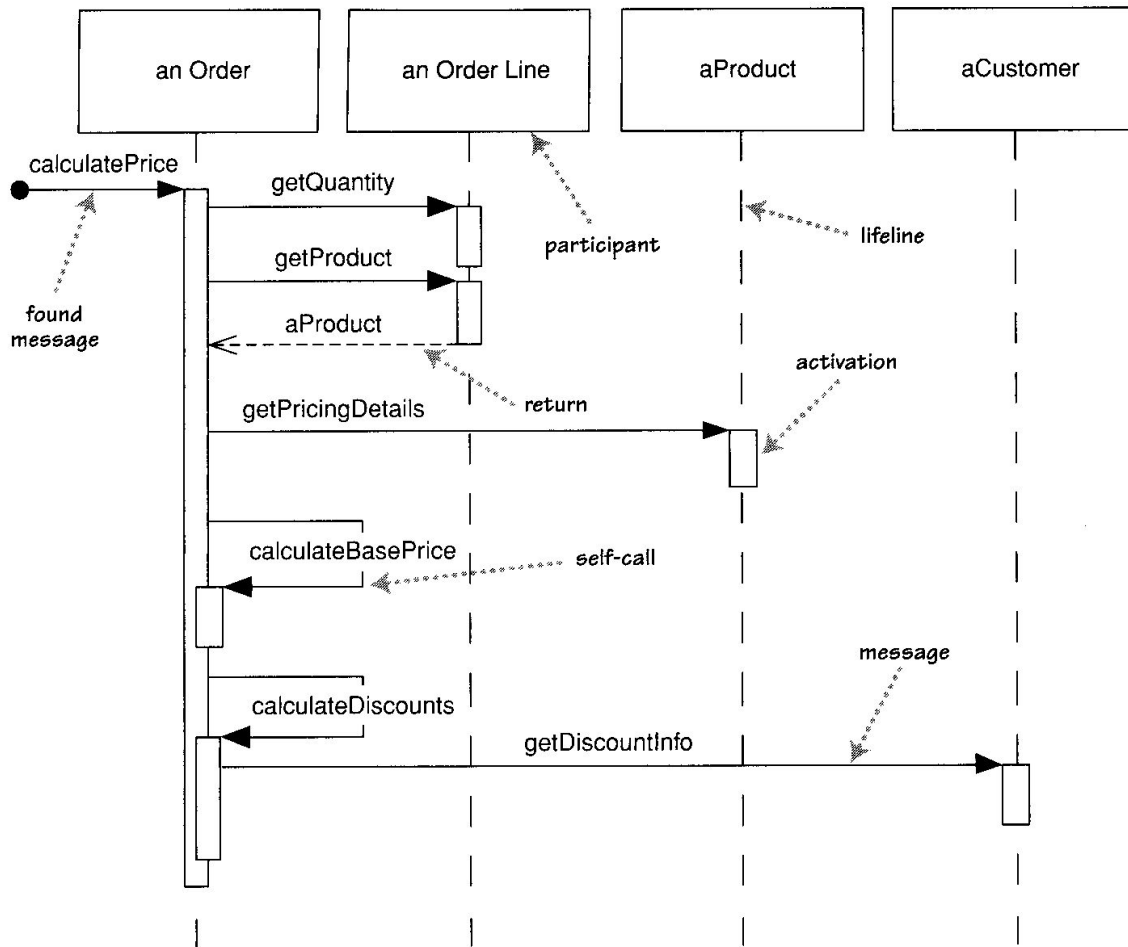 an Order
an Order Line
aProduct
aCustomer
calculatePrice
getQuantity
participant
lifeline
getProduct
found
message
aProduct
activation
return
getPricingDetails
calculateBasePrice
self-call
message
calculateDiscounts
getDiscountInfo